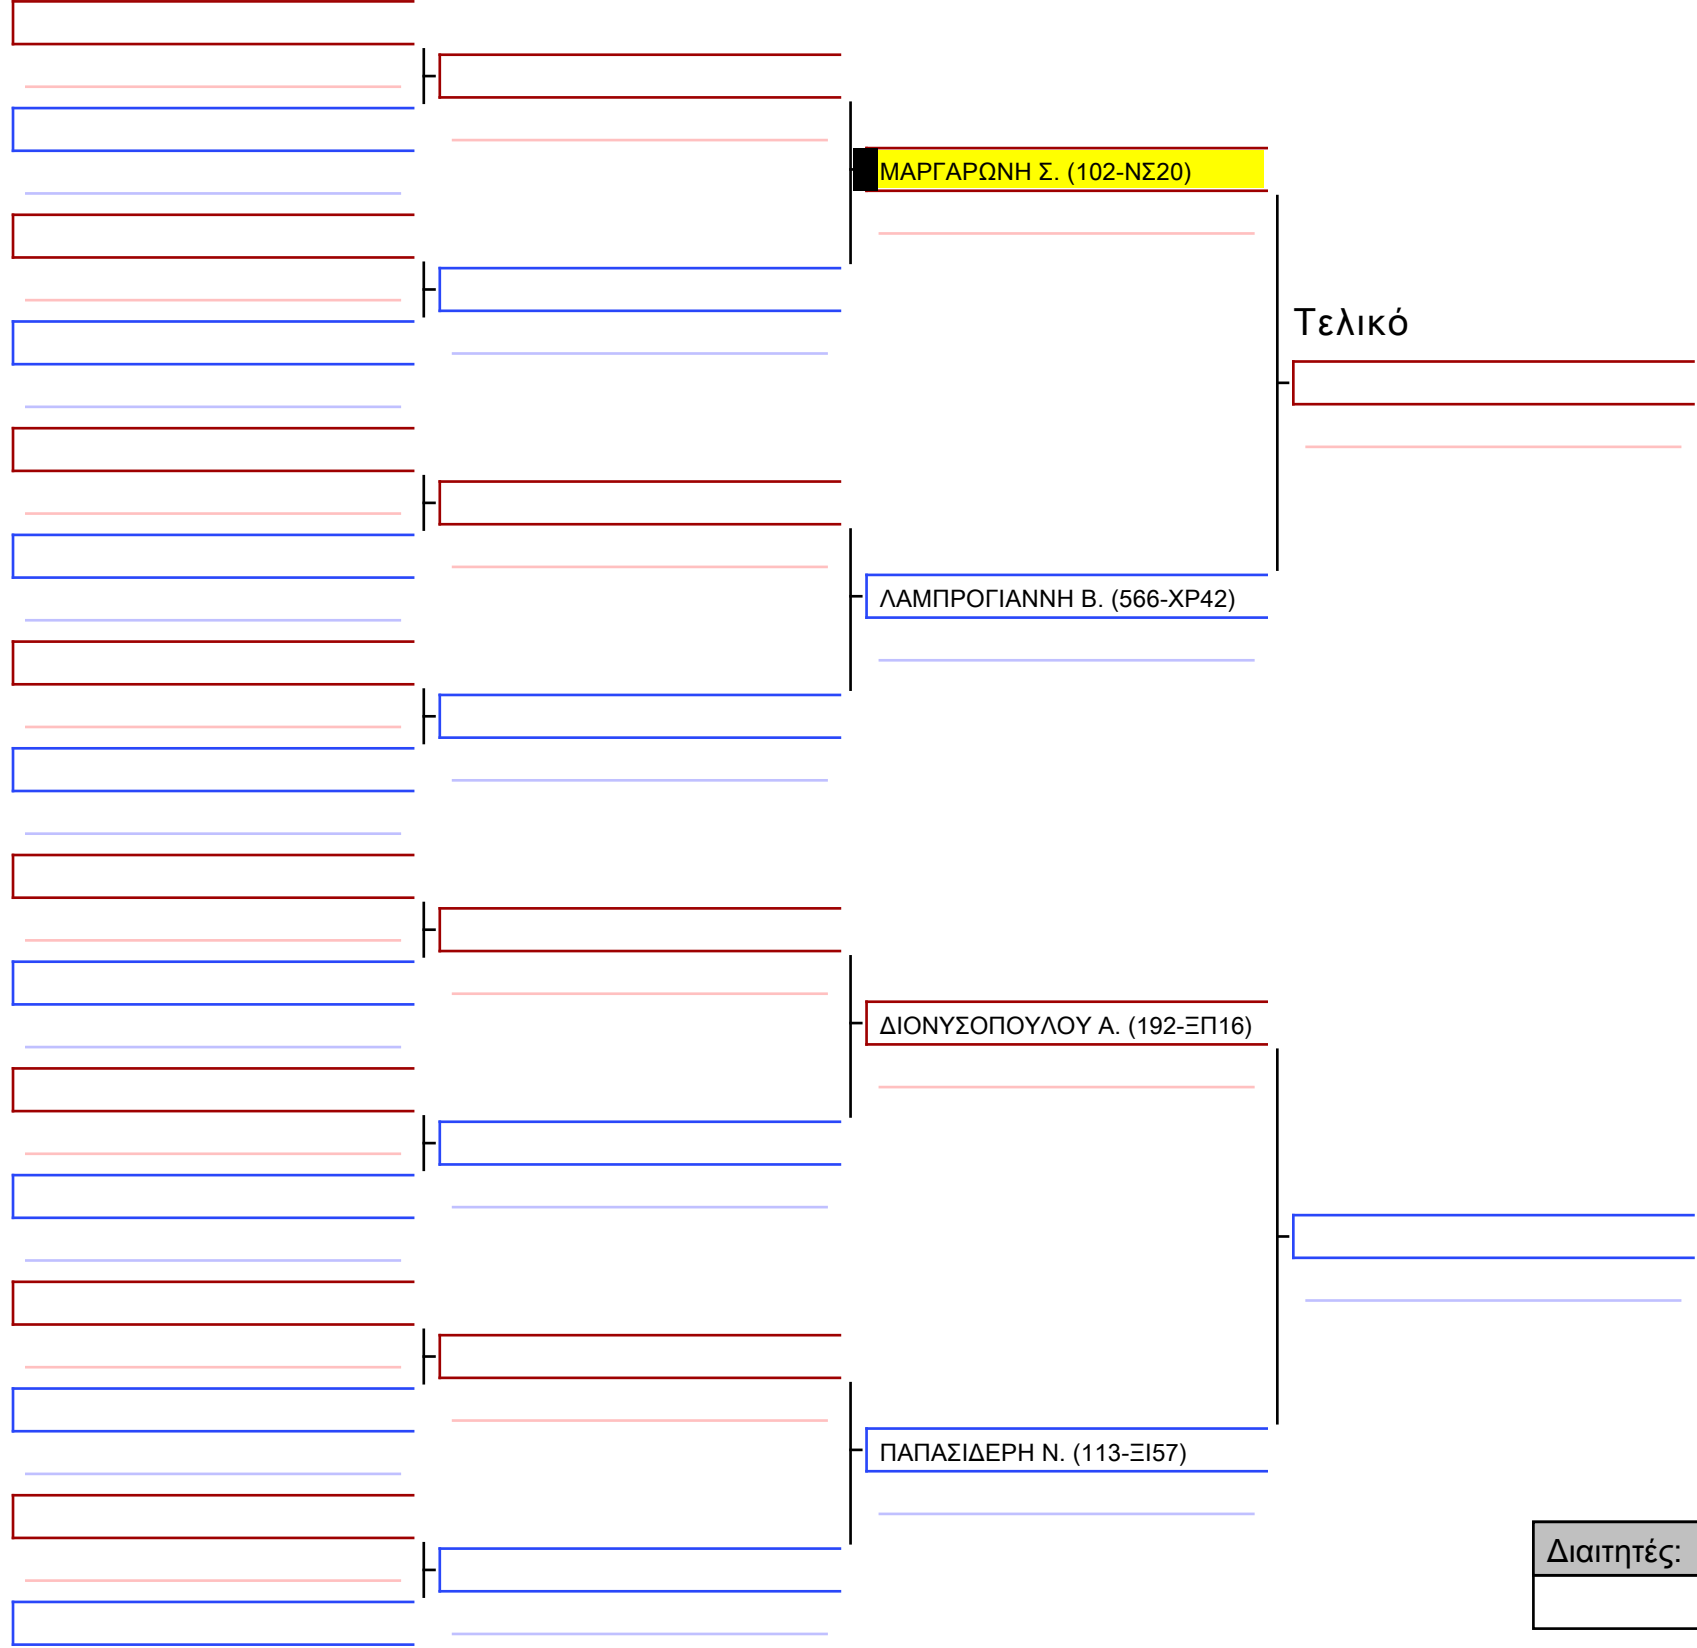 ΜΑΡΓΑΡΩΝΗ Σ. (102-ΝΣ20)
Τελικό
ΛΑΜΠΡΟΓΙΑΝΝΗ Β. (566-ΧΡ42)
ΔΙΟΝΥΣΟΠΟΥΛΟΥ Α. (192-ΞΠ16)
ΠΑΠΑΣΙΔΕΡΗ Ν. (113-ΞΙ57)
Διαιτητές: